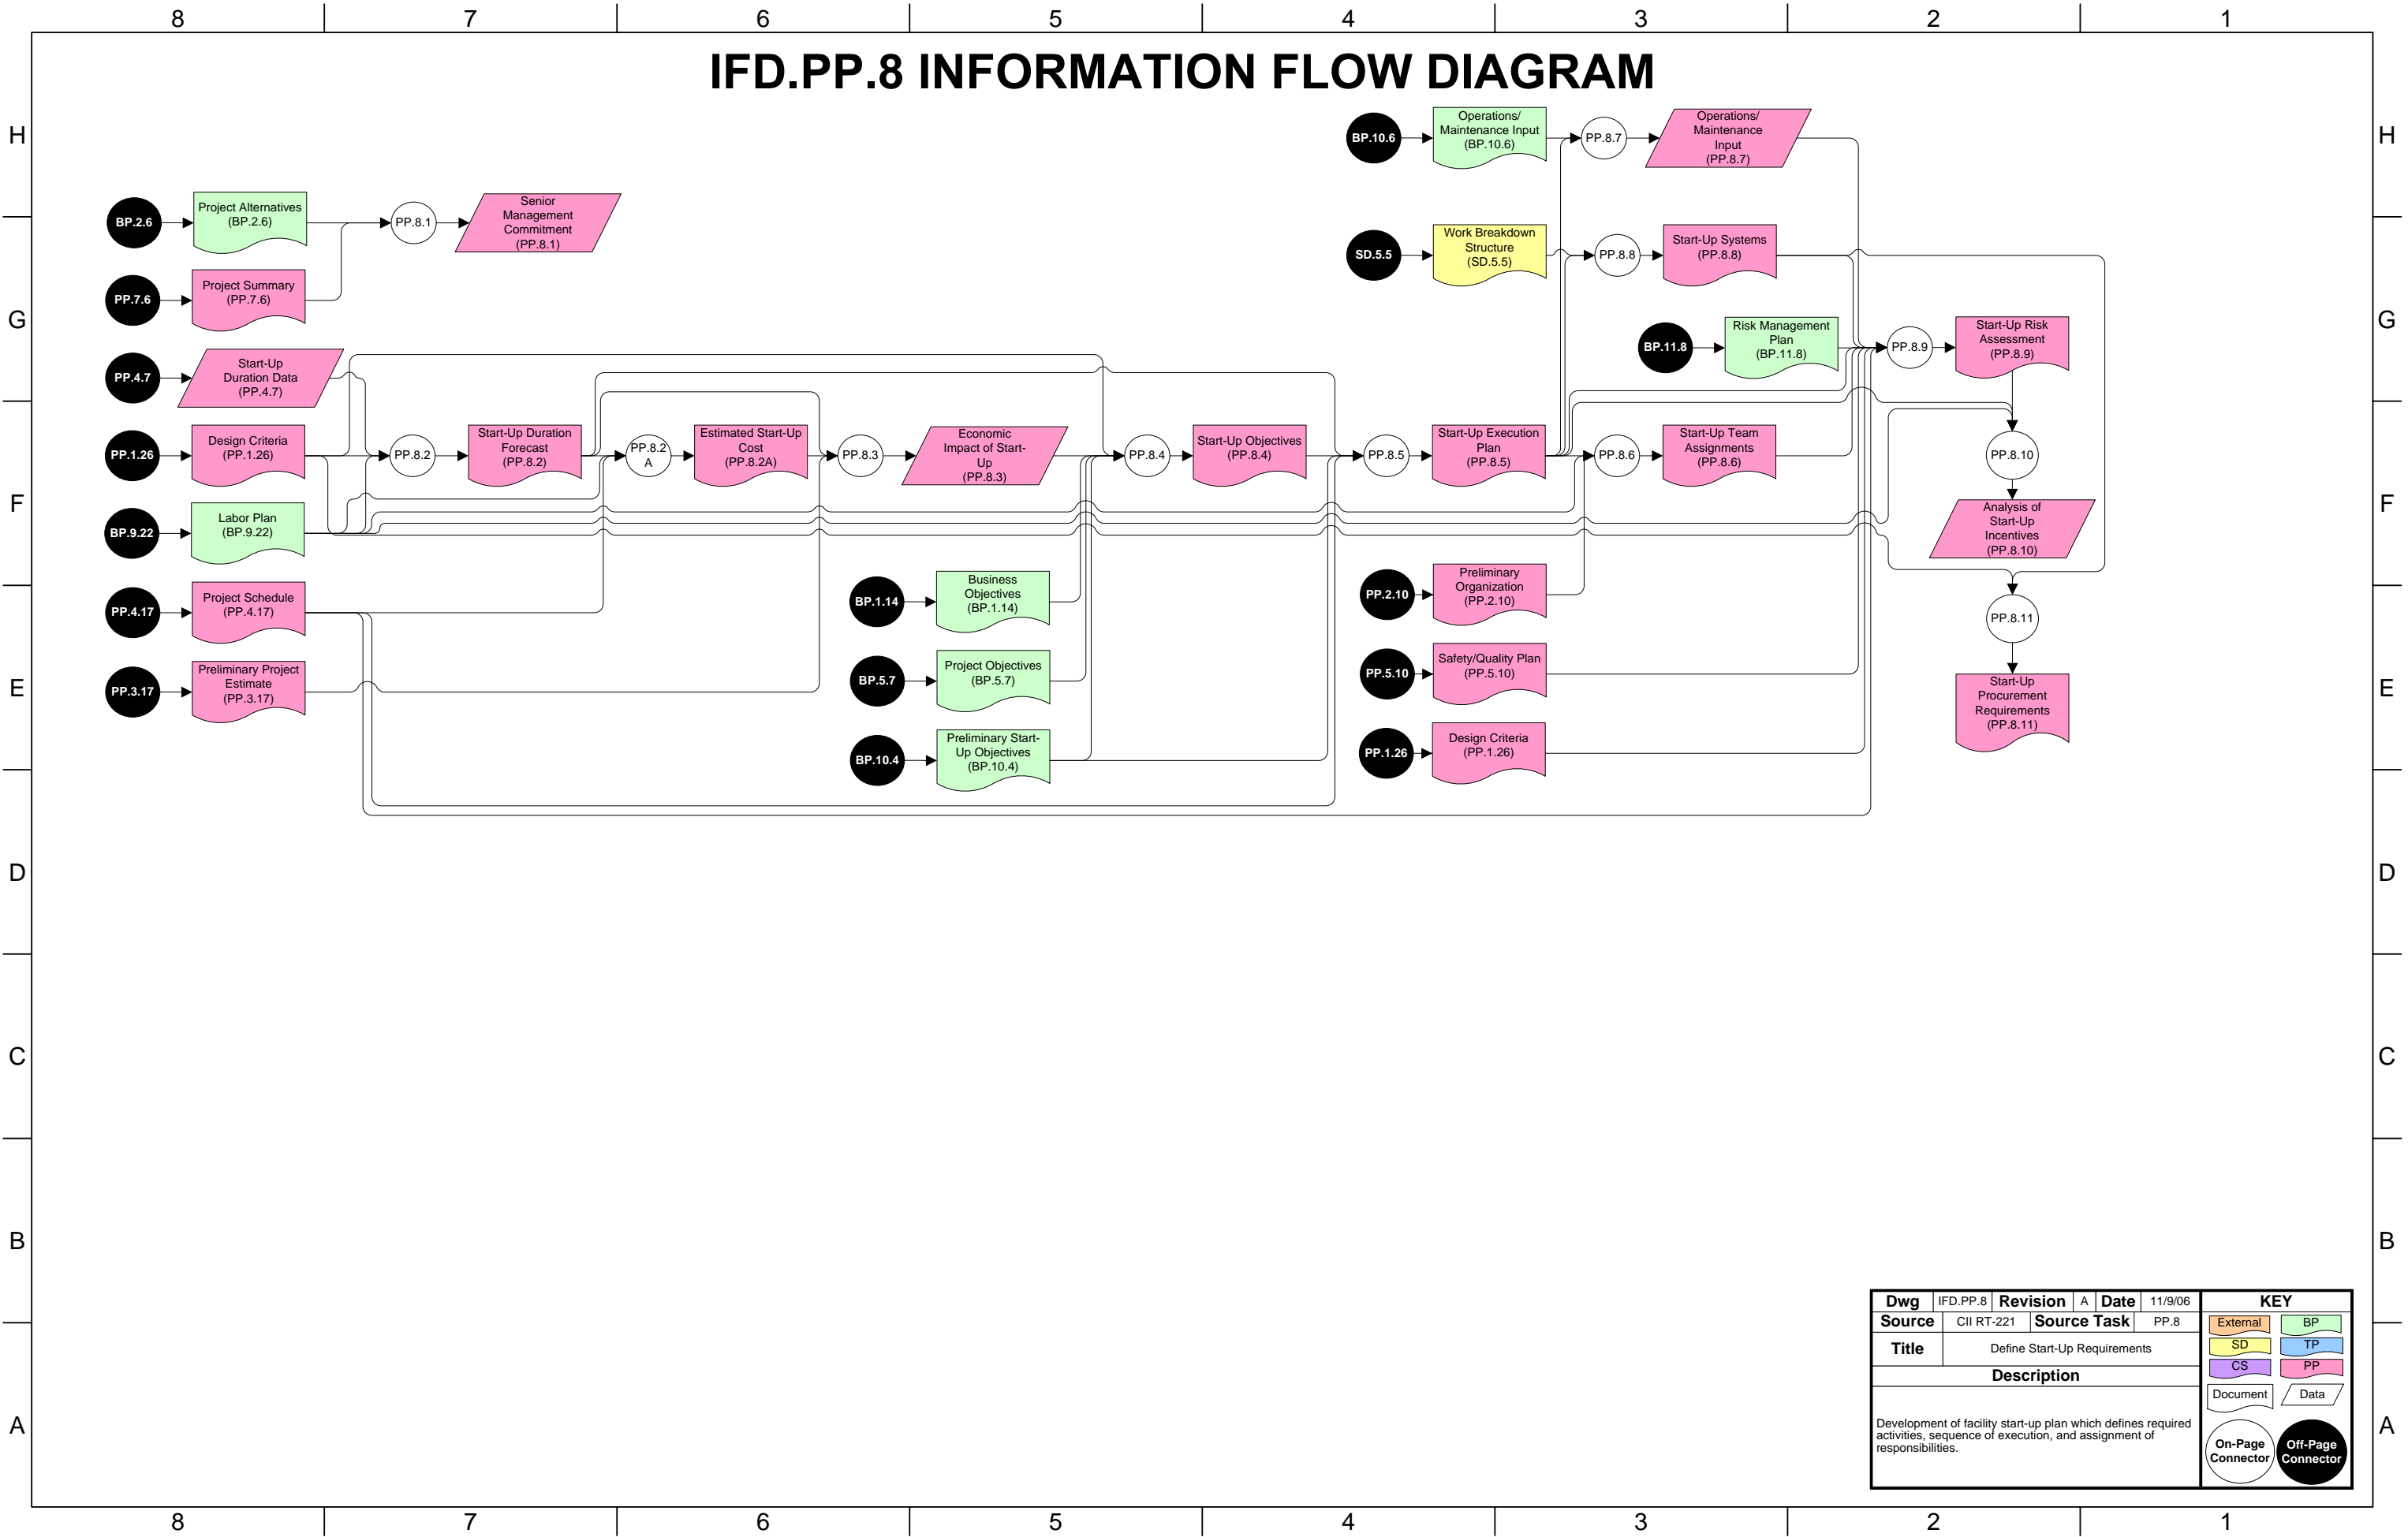 8 7 6 5 4 3 2 1
IFD.PP.8 INFORMATION FLOW DIAGRAM
H
H
BP.10.6
Operations/
Maintenance Input
(BP.10.6)
PP.8.7
Operations/
Maintenance
Input
(PP.8.7)
BP.2.6
Project Alternatives
(BP.2.6)
PP.8.1
Senior
Management
Commitment
(PP.8.1)
SD.5.5
Work Breakdown
Structure
(SD.5.5)
PP.8.8
Start-Up Systems
(PP.8.8)
PP.7.6
Project Summary
(PP.7.6)
G
G
BP.11.8
Risk Management
Plan
(BP.11.8)
PP.8.9
Start-Up Risk
Assessment
(PP.8.9)
PP.4.7
Start-Up
Duration Data
(PP.4.7)
PP.1.26
Design Criteria
(PP.1.26)
PP.8.2
Start-Up Duration
Forecast
(PP.8.2)
PP.8.2
A
Estimated Start-Up
Cost
(PP.8.2A)
PP.8.3
Economic
Impact of Start-
Up
(PP.8.3)
PP.8.4
Start-Up Objectives
(PP.8.4)
PP.8.5
Start-Up Execution
Plan
(PP.8.5)
PP.8.6
Start-Up Team
Assignments
(PP.8.6)
PP.8.10
F
F
BP.9.22
Labor Plan
(BP.9.22)
Analysis of
Start-Up
Incentives
(PP.8.10)
PP.4.17
Project Schedule
(PP.4.17)
BP.1.14
Business
Objectives
(BP.1.14)
PP.2.10
Preliminary
Organization
(PP.2.10)
PP.8.11
E
E
PP.3.17
Preliminary Project
Estimate
(PP.3.17)
BP.5.7
Project Objectives
(BP.5.7)
PP.5.10
Safety/Quality Plan
(PP.5.10)
Start-Up
Procurement
Requirements
(PP.8.11)
BP.10.4
Preliminary Start-
Up Objectives
(BP.10.4)
PP.1.26
Design Criteria
(PP.1.26)
D
D
C
C
B
B
A
A
Dwg IFD.PP.8 Revision A Date 11/9/06
Source CII RT-221 Source Task PP.8
Title Define Start-Up Requirements
Description
Development of facility start-up plan which defines required
activities, sequence of execution, and assignment of
responsibilities.
KEY
External BP
SD TP
CS PP
Document Data
On-Page
Connector
Off-Page
Connector
8 7 6 5 4 3 2 1